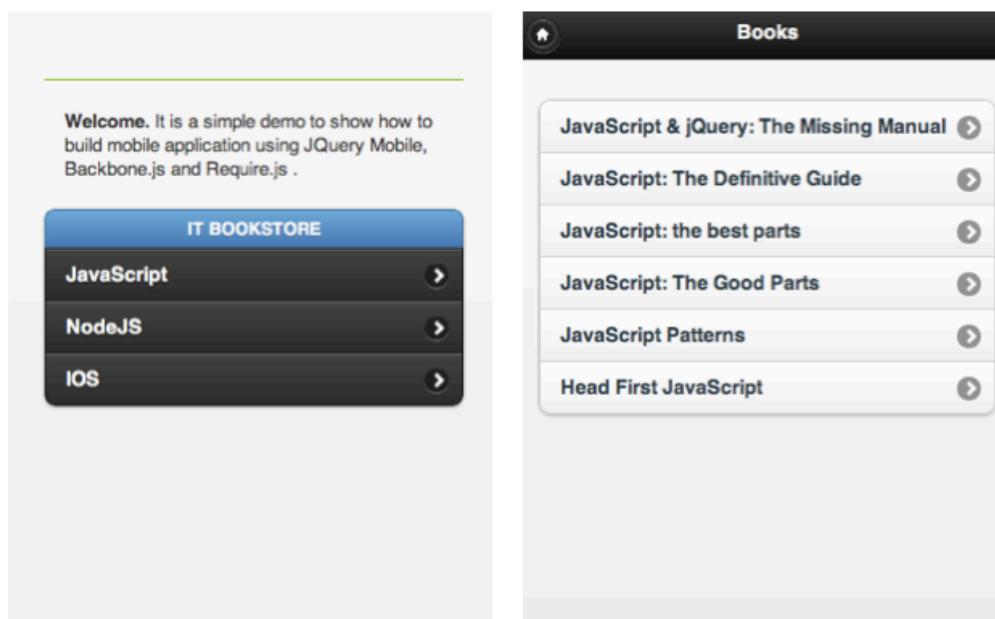 Welcome. It is a simple demo to show how to
build mobile application using JQuery Mobile,
Backbone.js and Require.js .
IT BOOKSTORE
JavaScript
NodeJS
IOS
Books
JavaScript & jQuery: The Missing Manual
JavaScript: The Definitive Guide
JavaScript: the best parts
JavaScript: The Good Parts
JavaScript Patterns
Head First JavaScript